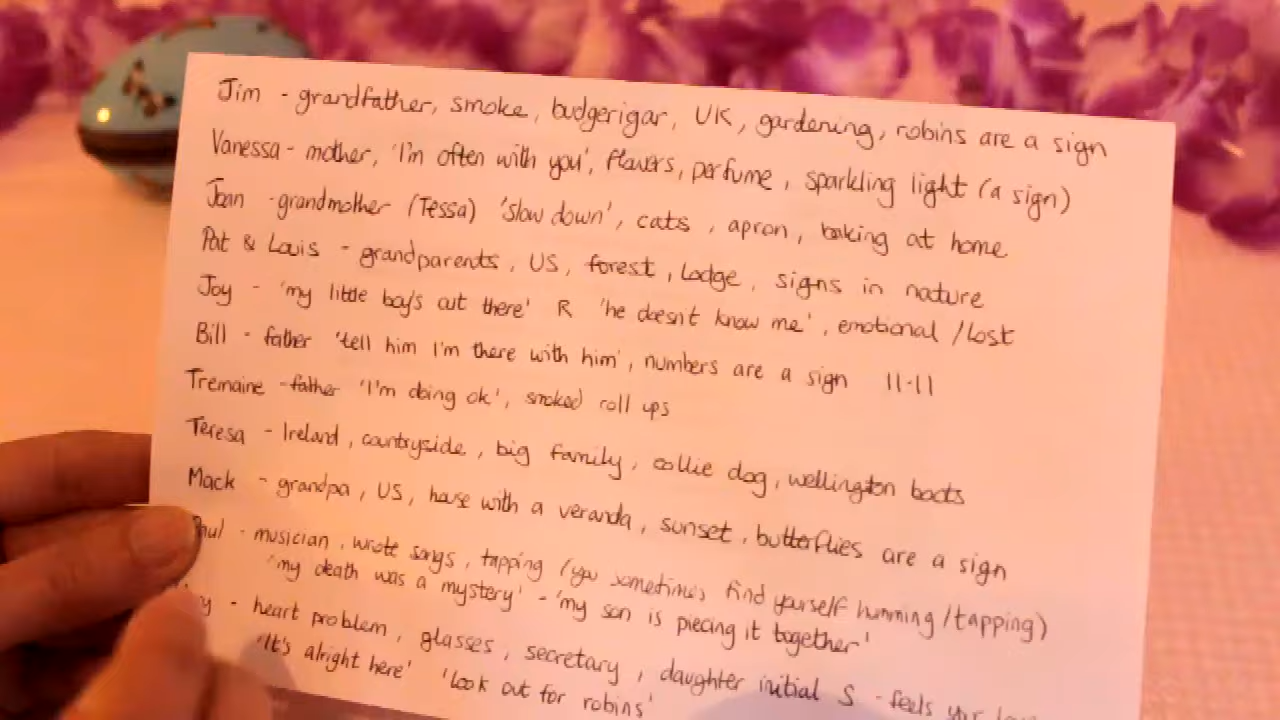 Jim - grandfather, smoke, budgerigar, UK, gardening, robins are a sign
Vanessa - mother, 'I'm often with you', flowers, perfume, sparkling light (a sign)
Joan - grandmother (Tessa) 'slow down', cats, apron, baking at home
Pat & Louis - grandparents, US, forest, Lodge, signs in nature
Joy - 'my little boy's out there' R 'he doesn't know me', emotional / lost
Bill - father 'tell him I'm there with him', numbers are a sign 11-11
Tremaine - father 'I'm doing ok', smoked roll ups
Teresa - Ireland, countryside, big family, collie dog, wellington boots
Mack - grandpa, US, house with a veranda, sunset, butterflies are a sign
Paul - musician, wrote songs, tapping (you sometimes find yourself humming/tapping)
'my death was a mystery' - 'my son is piecing it together'
- heart problem, glasses, secretary, daughter initial S - feels your
'It's alright here' 'Look out for robins'